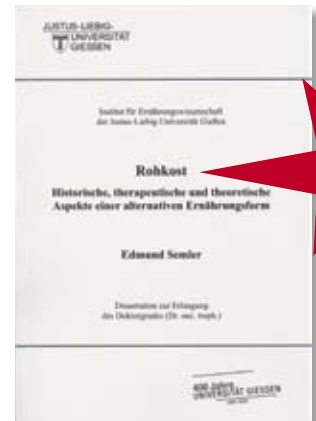 JUSTUS-LIEBIG-
UNIVERSITÄT
GIESSEN
Institut für Ernährungswissenschaft
der Justus-Liebig-Universität Gießen
Rohkost
Historische, therapeutische und theoretische
Aspekte einer alternativen Ernährungsform
Edmund Semler
Dissertation zur Erlangung
des Doktorgrades (Dr. oec. troph.)
400 Jahre
UNIVERSITÄT GIESSEN